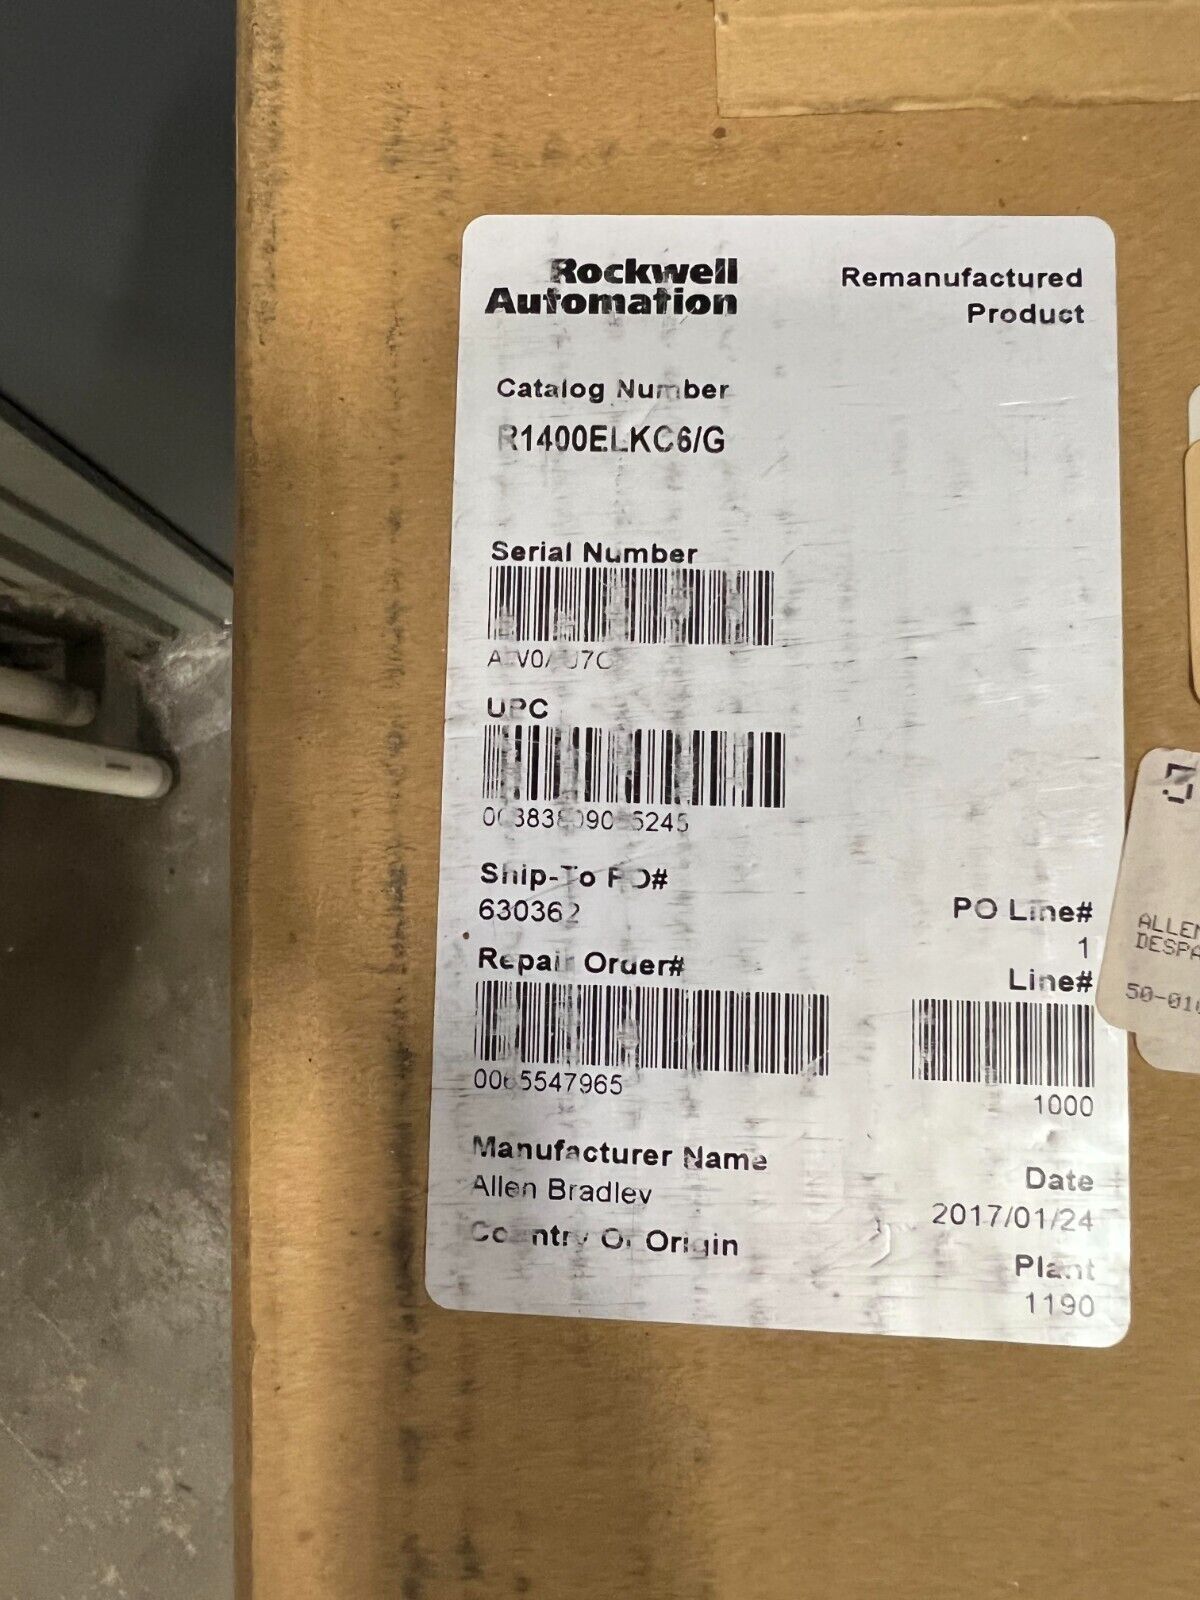 Rockwell
Automation
Remanufactured
Product
Catalog Number
R1400ELKC6/G
Serial Number
UPC
Ship-To PO#
630362
PO Line#
1
Repair Order#
Line#
0065547965
1000
Manufacturer Name
Allen Bradley
Date
2017/01/24
Country Of Origin
Plant
1190